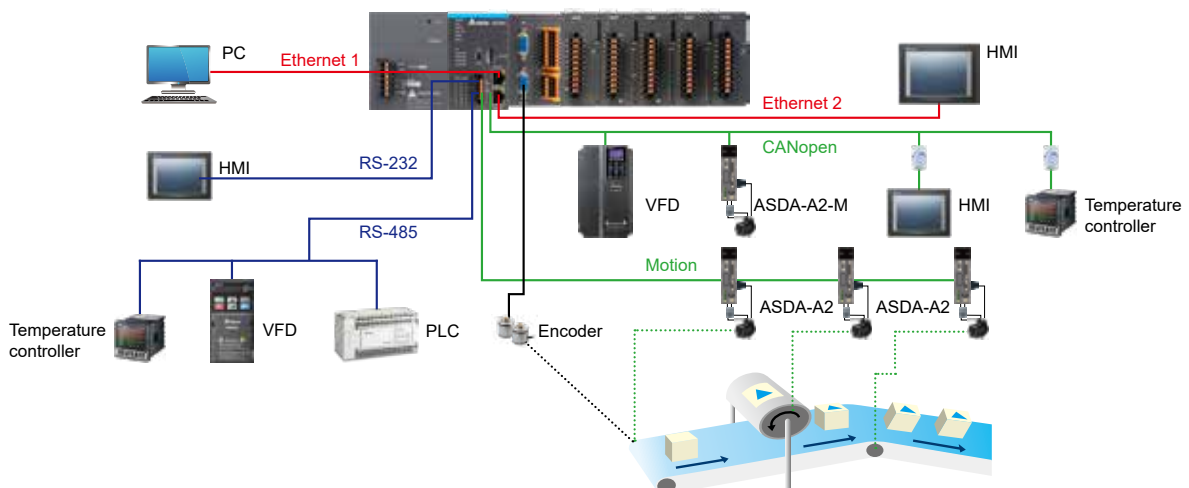 PC
Ethernet 1
HMI
Ethernet 2
CANopen
RS-232
HMI
VFD
ASDA-A2-M
HMI
Temperature
controller
RS-485
Motion
Temperature
controller
VFD
PLC
Encoder
ASDA-A2
ASDA-A2